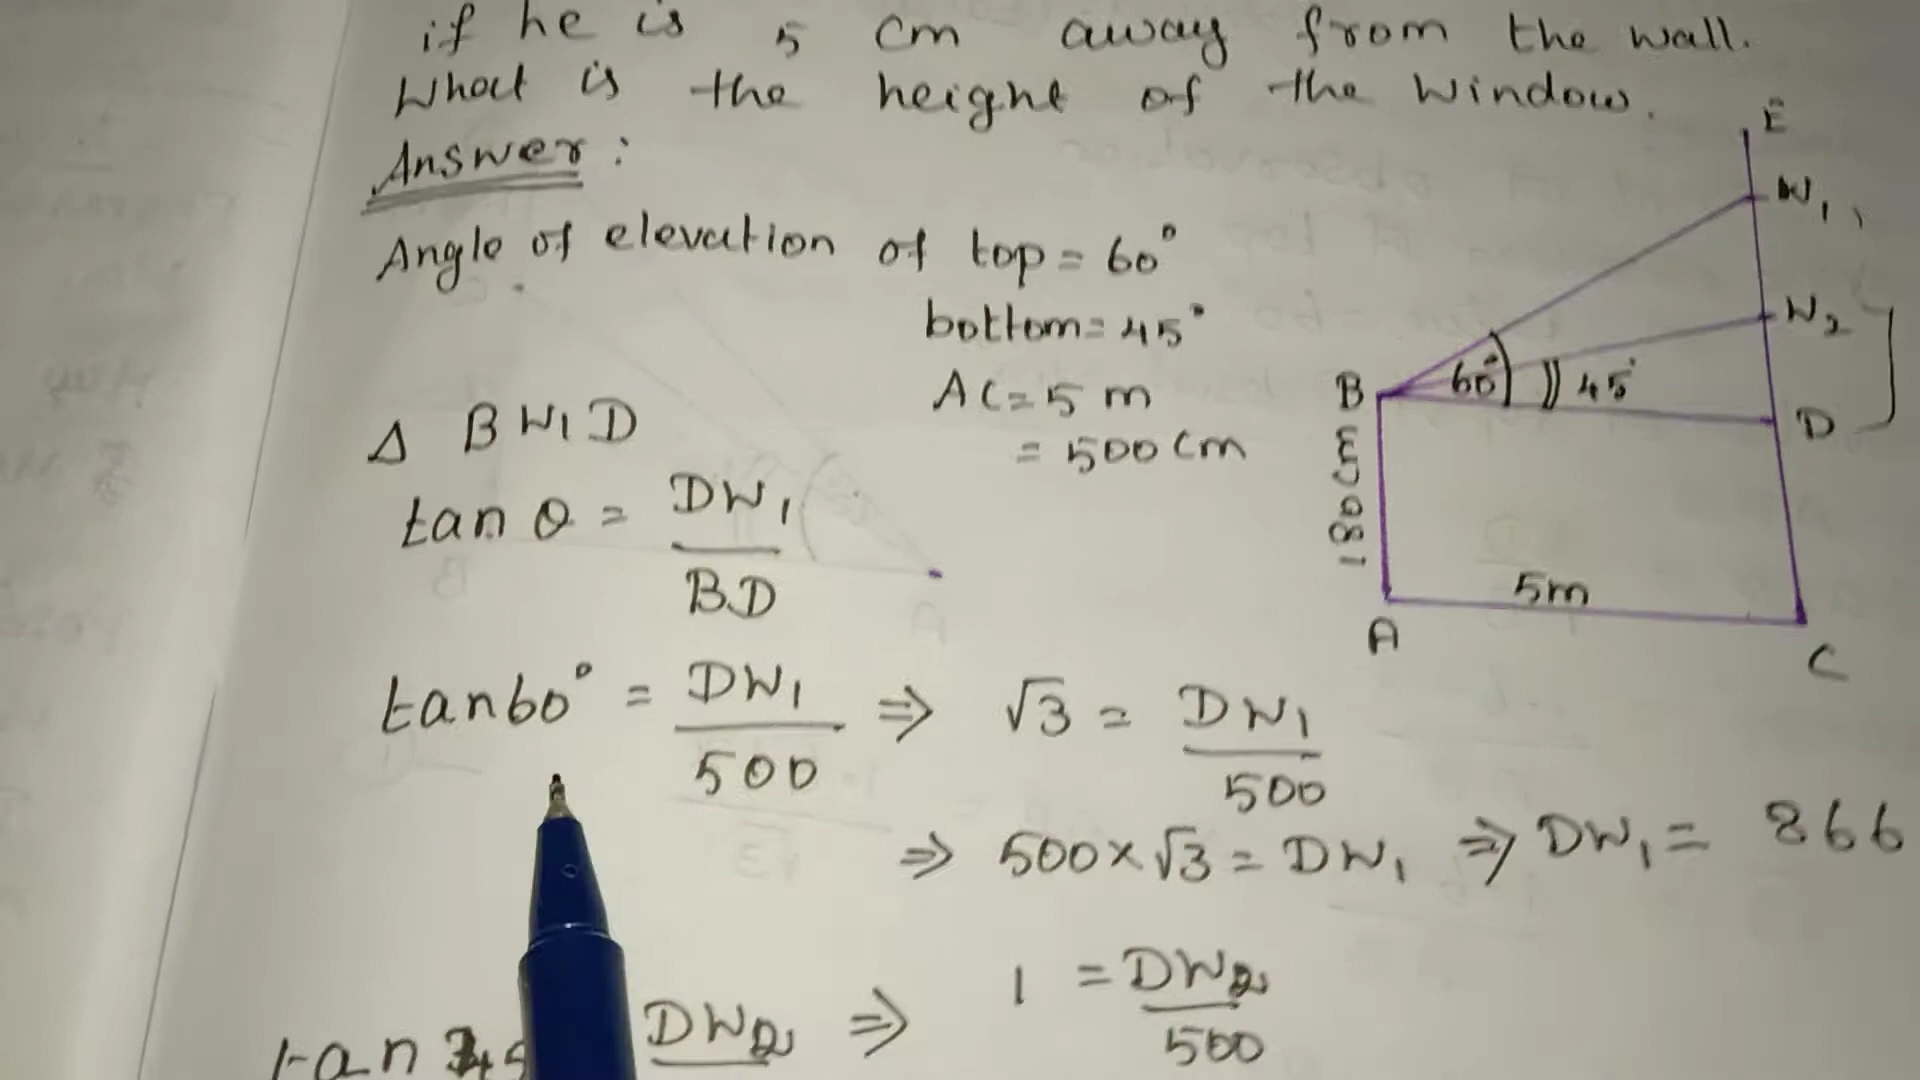 if he is 5 cm away from the wall.
What is the height of the window.
Answer:
Angle of elevation of top = 60°
bottom = 45°
AC = 5 m
= 500 cm
Δ BW₁D
tan θ = DW₁ / BD
tan60° = DW₁ / 500 ⇒ √3 = DW₁ / 500
⇒ 500×√3 = DW₁ ⇒ DW₁ = 866
DW₂ ⇒ 1 = DW₂ / 500
E
W₁
W₂
B 60° 45°
D
180cm
5m
A
C